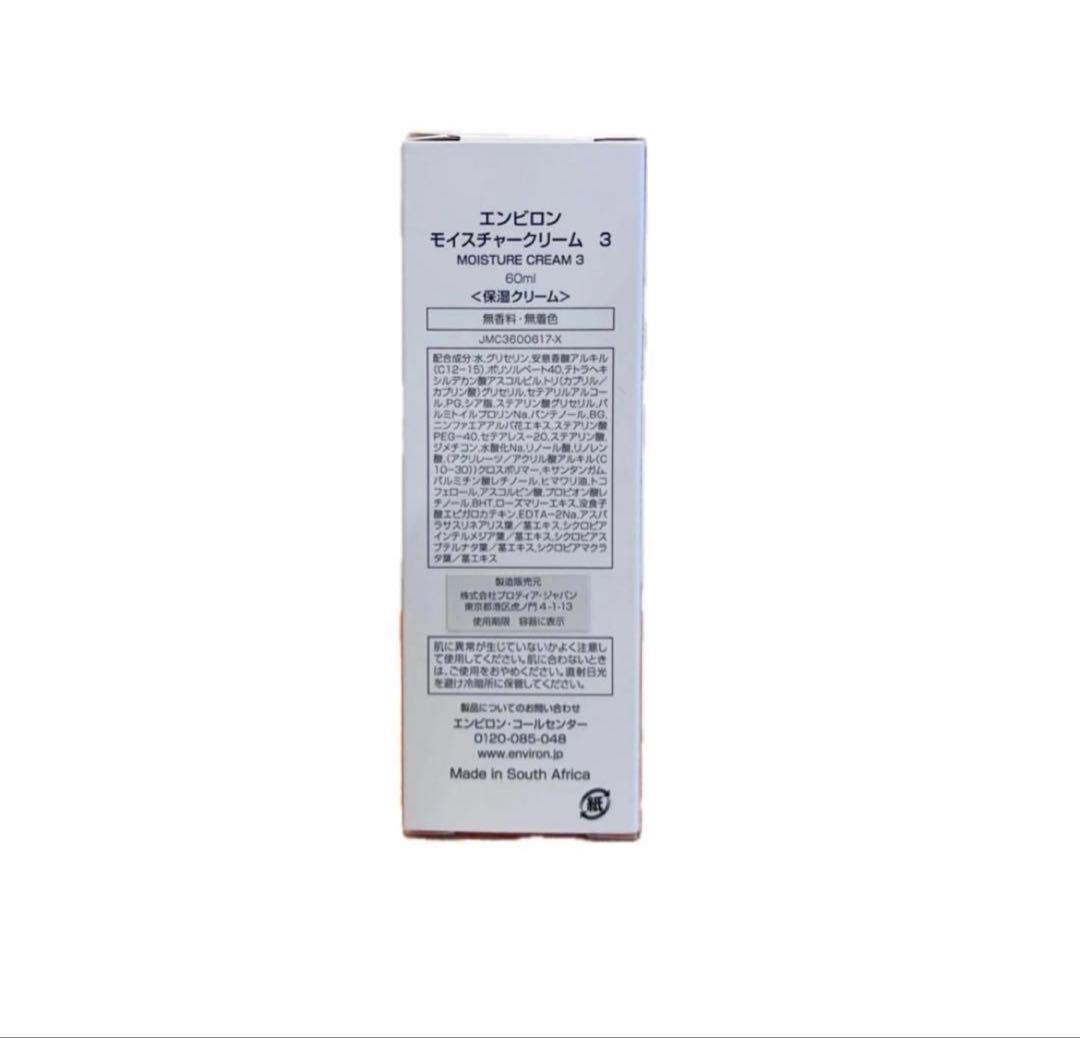 エンビロン
モイスチャークリーム 3
MOISTURE CREAM 3
60ml
<保湿クリーム>
無香料・無着色
JMC3600617-X
配合成分:水,グリセリン,安息香酸アルキル
(C12-15),ポリソルベート40,テトラヘキ
シルデカン酸アスコルビル,トリ(カプリル/
カプリン酸)グリセリル,セテアリルアルコー
ル,PG,シア脂,ステアリン酸グリセリル,パ
ルミトイルプロリンNa,パンテノール,BG,
ニンファエアアルバ花エキス,ステアリン酸
PEG-40,セテアレス-20,ステアリン酸,
ジメチコン,水酸化Na,リノール酸,リノレン
酸,(アクリレーツ/アクリル酸アルキル(C
10-30))クロスポリマー,キサンタンガム,
パルミチン酸レチノール,ヒマワリ油,トコ
フェロール,アスコルビン酸,プロピオン酸レ
チノール,BHT,ローズマリーエキス,没食子
酸エピガロカテキン,EDTA-2Na,アスパ
ラサスリネアリス葉/茎エキス,シクロピア
インテルメジア葉/茎エキス,シクロピアス
ブテルナタ葉/茎エキス,シクロピアマクラ
タ葉/茎エキス
製造販売元
株式会社プロティア・ジャパン
東京都港区虎ノ門 4-1-13
使用期限 容器に表示
肌に異常が生じていないかよく注意し
て使用してください。肌に合わないとき
は、ご使用をおやめください。直射日光
を避け冷暗所に保管してください。
製品についてのお問い合わせ
エンビロン・コールセンター
0120-085-048
www.environ.jp
Made in South Africa
紙